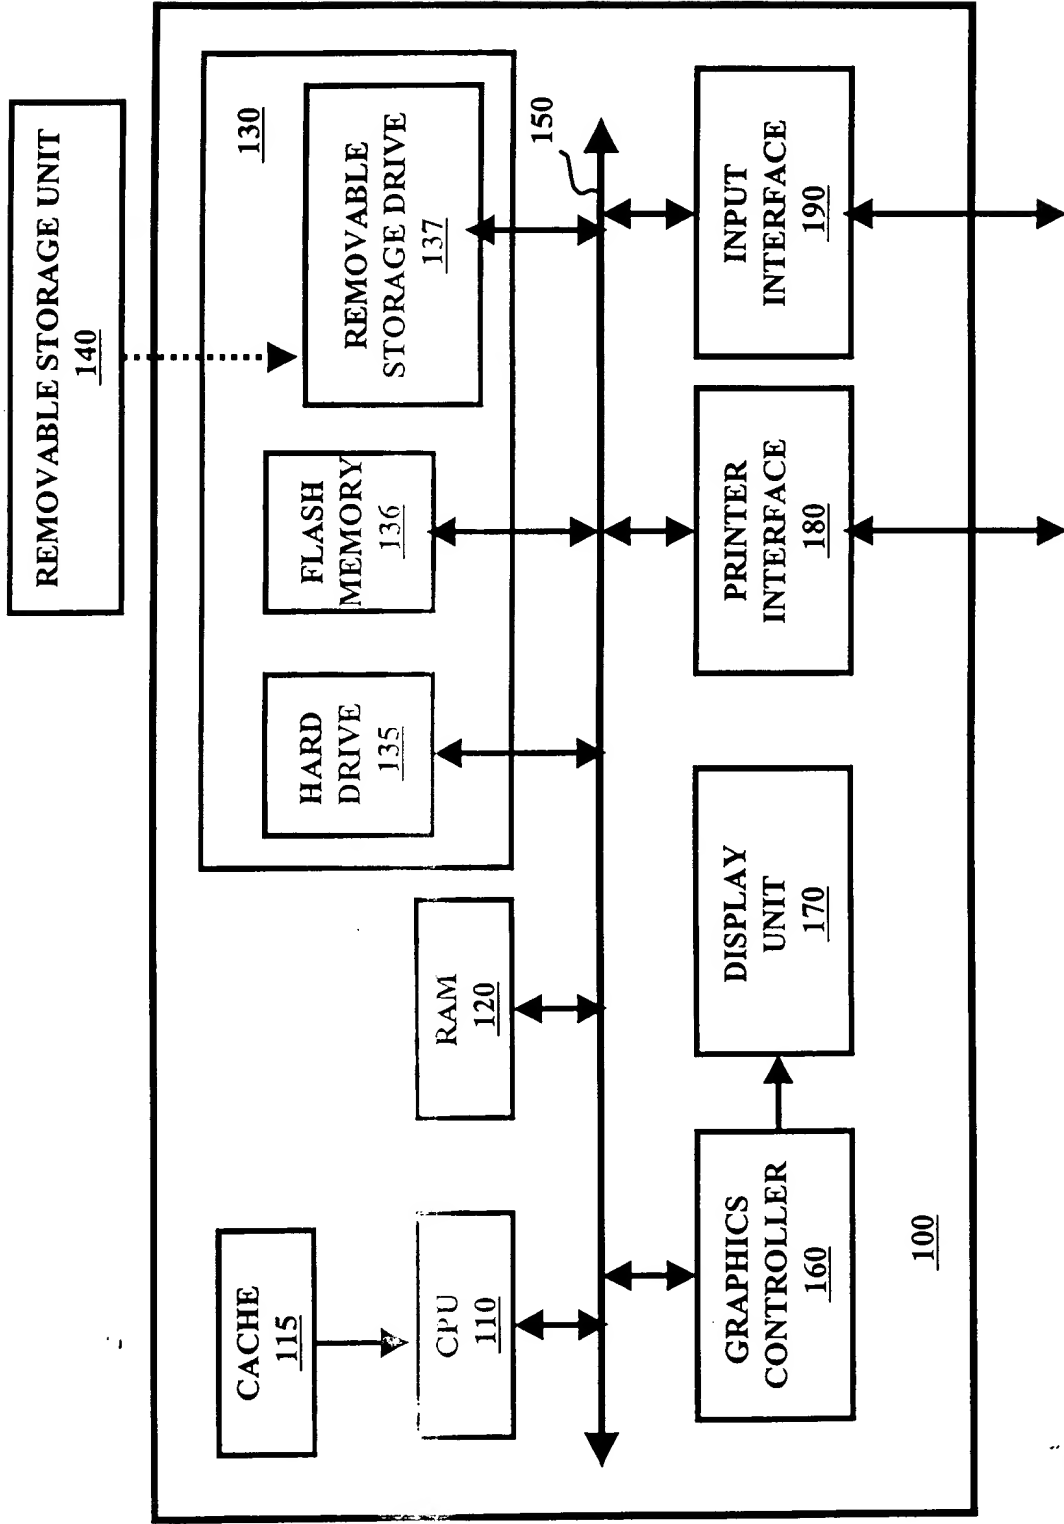 REMOVABLE STORAGE UNIT
140
130
CACHE
115
CPU
110
RAM
120
HARD
DRIVE
135
FLASH
MEMORY
136
REMOVABLE
STORAGE DRIVE
137
150
GRAPHICS
CONTROLLER
160
DISPLAY
UNIT
170
PRINTER
INTERFACE
180
INPUT
INTERFACE
190
100